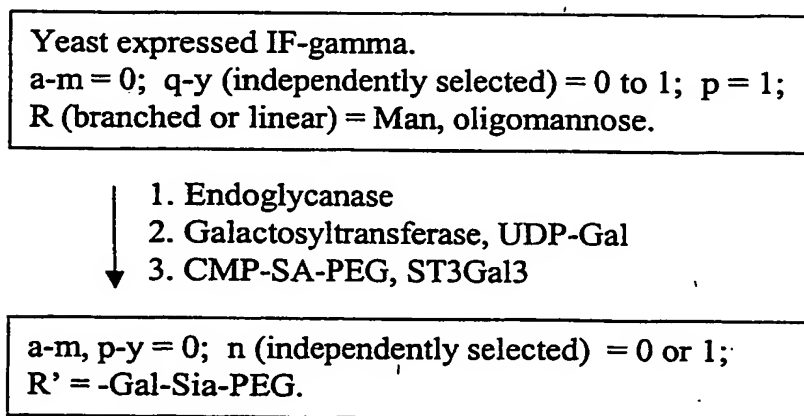 Yeast expressed IF-gamma.
a-m = 0; q-y (independently selected) = 0 to 1; p = 1;
R (branched or linear) = Man, oligomannose.
1. Endoglycanase
2. Galactosyltransferase, UDP-Gal
3. CMP-SA-PEG, ST3Gal3
a-m, p-y = 0; n (independently selected) = 0 or 1;
R' = -Gal-Sia-PEG.